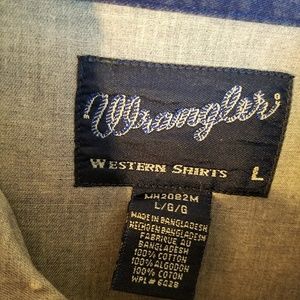 Wrangler
WESTERN SHIRTS L
MH2082M
L/G/G
MADE IN BANGLADESH
HECHO EN BANGLADESH
FABRIQUE AU
BANGLADESH
100% COTTON
100% ALGODON
100% COTON
WPL# 6428